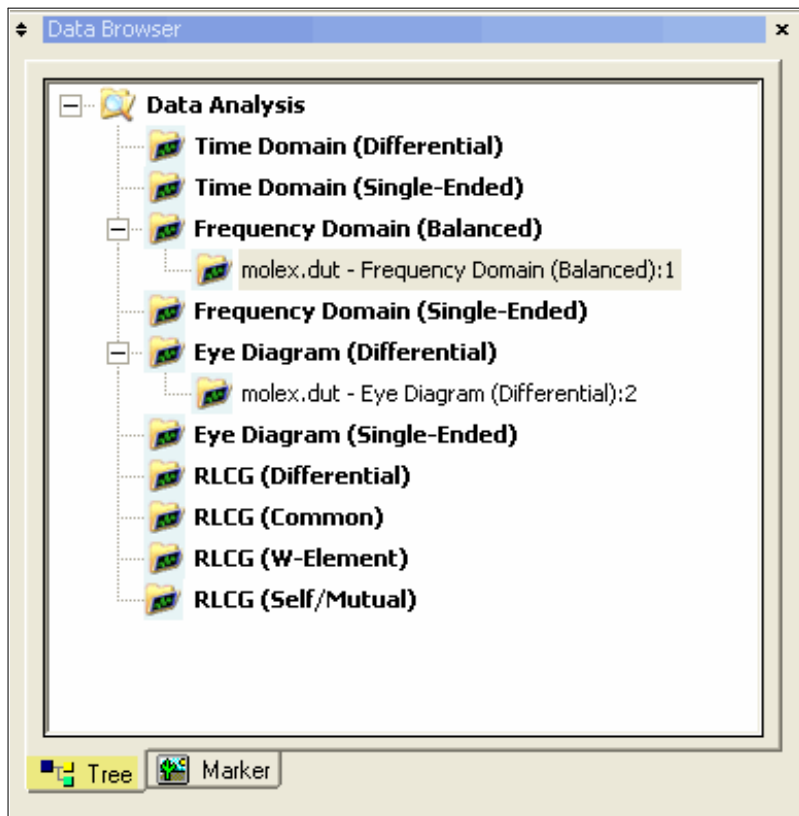 Data Browser
Data Analysis
Time Domain (Differential)
Time Domain (Single-Ended)
Frequency Domain (Balanced)
molex.dut - Frequency Domain (Balanced):1
Frequency Domain (Single-Ended)
Eye Diagram (Differential)
molex.dut - Eye Diagram (Differential):2
Eye Diagram (Single-Ended)
RLCG (Differential)
RLCG (Common)
RLCG (W-Element)
RLCG (Self/Mutual)
Tree Marker